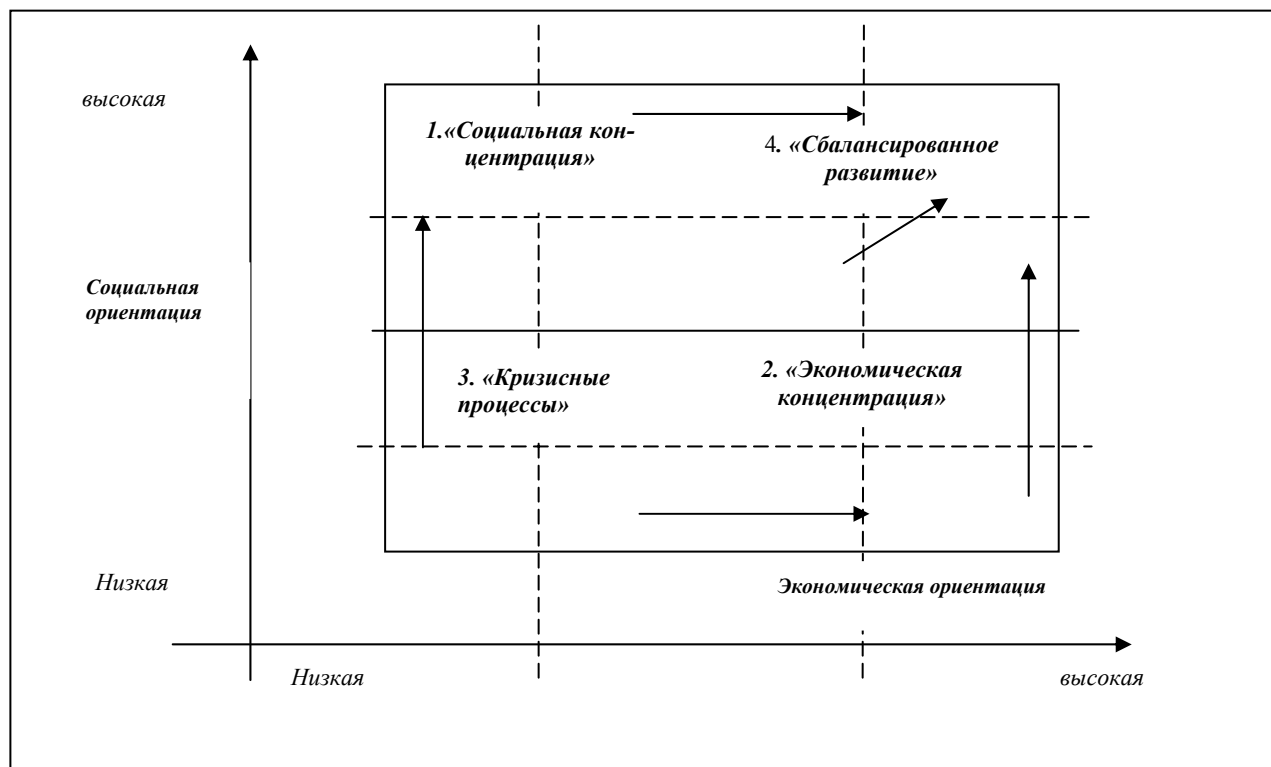 высокая
1.«Социальная кон-
центрация»
4. «Сбалансированное
развитие»
Социальная
ориентация
3. «Кризисные
процессы»
2. «Экономическая
концентрация»
Низкая
Экономическая ориентация
Низкая
высокая